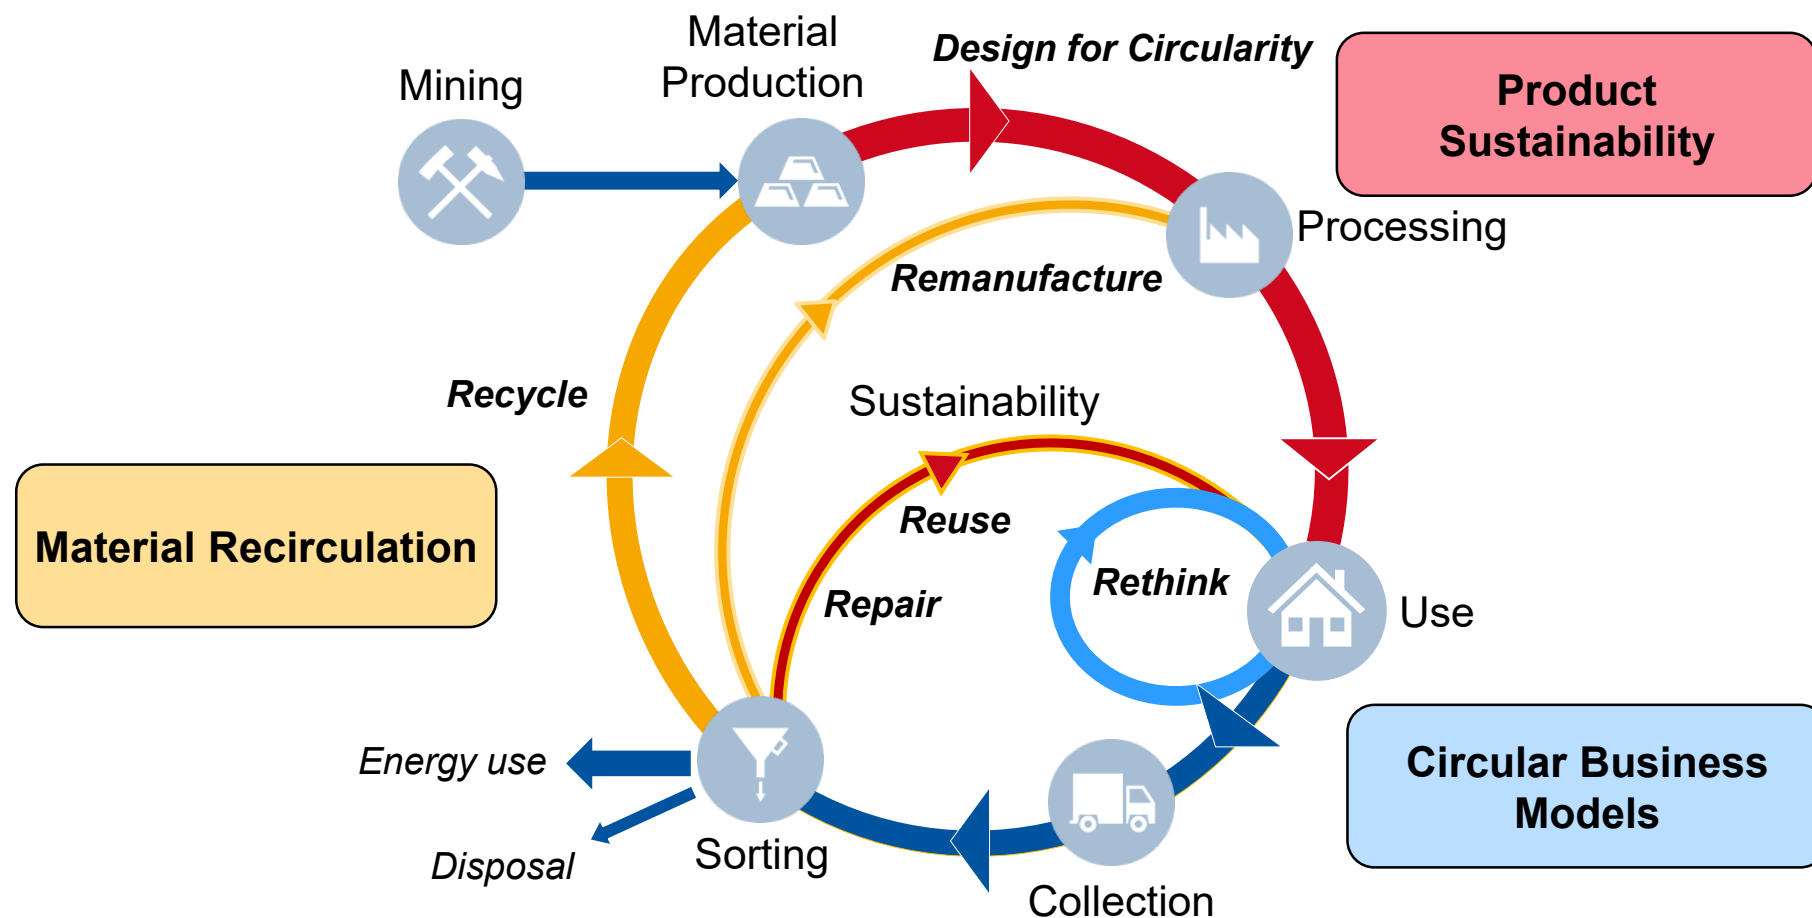 Material
Production
Design for Circularity
Mining
Product
Sustainability
Processing
Remanufacture
Recycle
Sustainability
Reuse
Material Recirculation
Rethink
Repair
Use
Energy use
Circular Business
Models
Sorting
Disposal
Collection